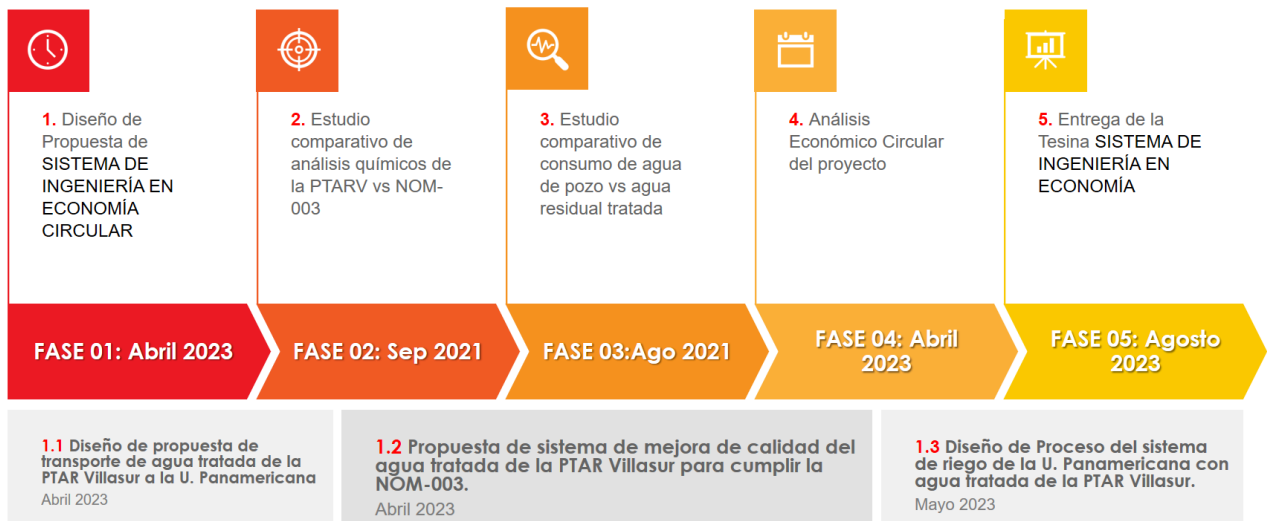 1. Diseño de
Propuesta de
SISTEMA DE
INGENIERÍA EN
ECONOMÍA
CIRCULAR
2. Estudio
comparativo de
análisis químicos de
la PTARV vs NOM-
003
3. Estudio
comparativo de
consumo de agua
de pozo vs agua
residual tratada
4. Análisis
Económico Circular
del proyecto
5. Entrega de la
Tesina SISTEMA DE
INGENIERÍA EN
ECONOMÍA
FASE 01: Abril 2023
FASE 02: Sep 2021
FASE 03:Ago 2021
FASE 04: Abril
2023
FASE 05: Agosto
2023
1.1 Diseño de propuesta de
transporte de agua tratada de la
PTAR Villasur a la U. Panamericana
Abril 2023
1.2 Propuesta de sistema de mejora de calidad del
agua tratada de la PTAR Villasur para cumplir la
NOM-003.
Abril 2023
1.3 Diseño de Proceso del sistema
de riego de la U. Panamericana con
agua tratada de la PTAR Villasur.
Mayo 2023